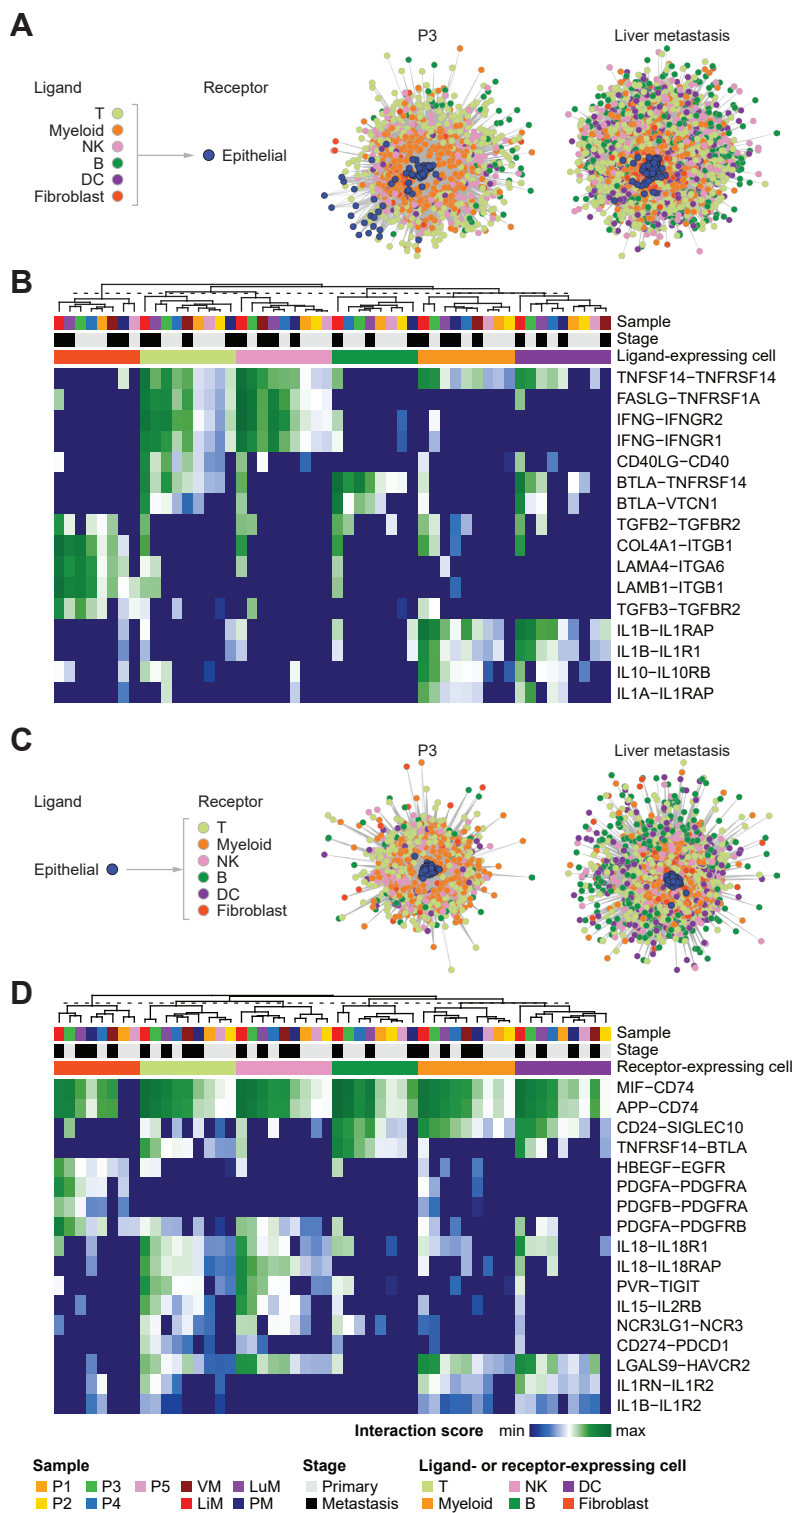 A
P3
Liver metastasis
Ligand
Receptor
T
Myeloid
NK
B
DC
Fibroblast
Epithelial
B
Sample
Stage
Ligand-expressing cell
TNFSF14−TNFRSF14
FASLG−TNFRSF1A
IFNG−IFNGR2
IFNG−IFNGR1
CD40LG−CD40
BTLA−TNFRSF14
BTLA−VTCN1
TGFB2−TGFBR2
COL4A1−ITGB1
LAMA4−ITGA6
LAMB1−ITGB1
TGFB3−TGFBR2
IL1B−IL1RAP
IL1B−IL1R1
IL10−IL10RB
IL1A−IL1RAP
C
P3
Liver metastasis
Ligand
Receptor
Epithelial
T
Myeloid
NK
B
DC
Fibroblast
D
Sample
Stage
Receptor-expressing cell
MIF−CD74
APP−CD74
CD24−SIGLEC10
TNFRSF14−BTLA
HBEGF−EGFR
PDGFA−PDGFRA
PDGFB−PDGFRA
PDGFA−PDGFRB
IL18−IL18R1
IL18−IL18RAP
PVR−TIGIT
IL15−IL2RB
NCR3LG1−NCR3
CD274−PDCD1
LGALS9−HAVCR2
IL1RN−IL1R2
IL1B−IL1R2
Interaction score min max
Sample Stage Ligand- or receptor-expressing cell
P1 P3 P5 VM LuM Primary T NK DC
P2 P4 LiM PM Metastasis Myeloid B Fibroblast